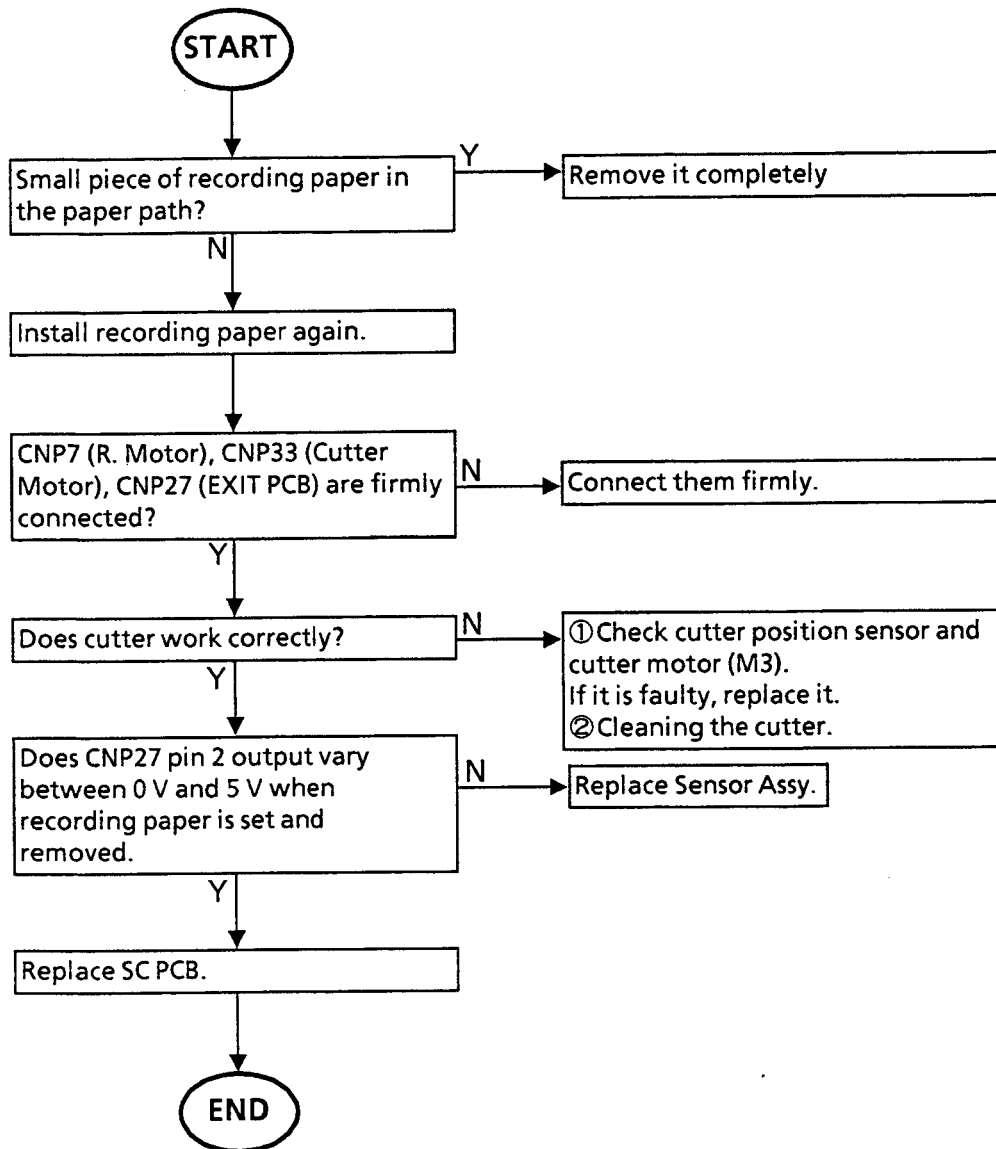 START
Small piece of recording paper in
the paper path?
Y
Remove it completely
N
Install recording paper again.
CNP7 (R. Motor), CNP33 (Cutter
Motor), CNP27 (EXIT PCB) are firmly
connected?
N
Connect them firmly.
Y
Does cutter work correctly?
N
①Check cutter position sensor and
cutter motor (M3).
If it is faulty, replace it.
②Cleaning the cutter.
Y
Does CNP27 pin 2 output vary
between 0 V and 5 V when
recording paper is set and
removed.
N
Replace Sensor Assy.
Y
Replace SC PCB.
END